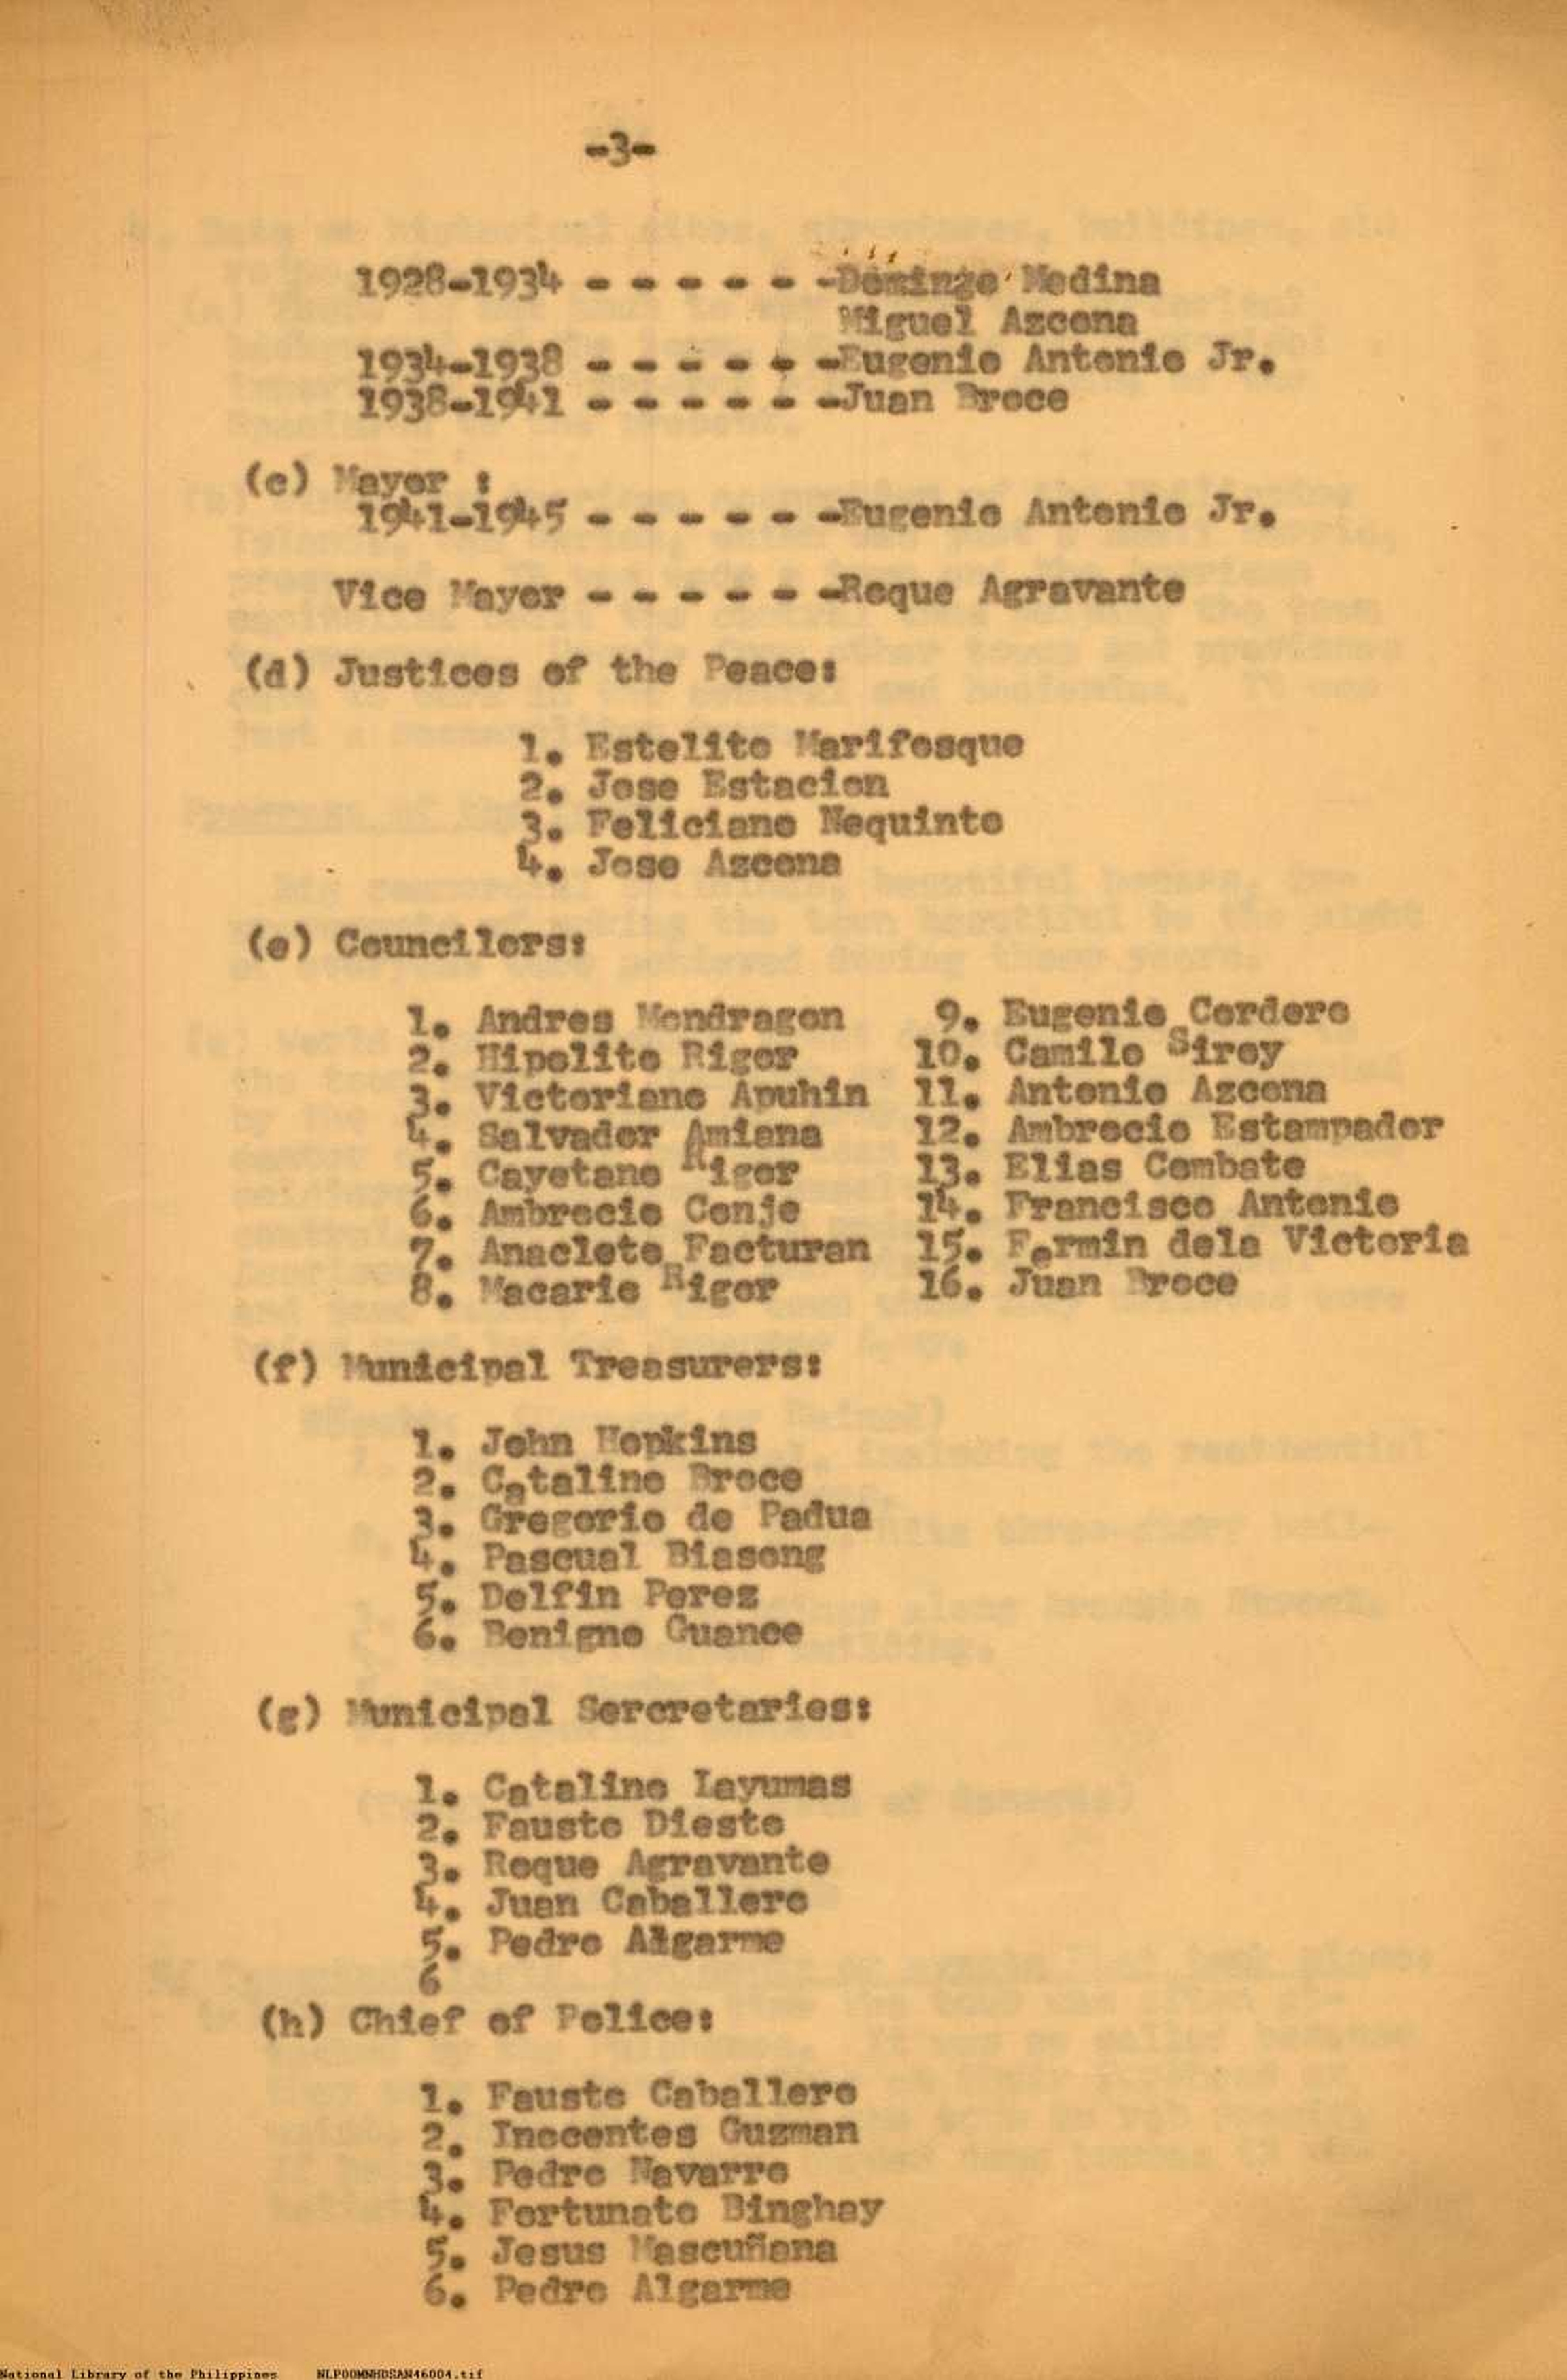 -3-
1928-1934 - - - - - -Domingo Medina
Miguel Azcona
1934-1938 - - - - - -Eugenio Antonio Jr.
1938-1941 - - - - - -Juan Broce
(c) Mayor :
1941-1945 - - - - - -Eugenio Antonio Jr.
Vice Mayor - - - - - -Roque Agravante
(d) Justices of the Peace:
1. Estelito Marifosque
2. Jose Estacion
3. Feliciano Nequinto
4. Jose Azcona
(e) Councilors:
1. Andres Mondragon 9. Eugenio Cordero
2. Hipolito Rigor 10. Camilo Siroy
3. Victoriano Apuhin 11. Antonio Azcona
4. Salvador Amiana 12. Ambrocio Estampador
5. Cayetano Rigor 13. Elias Combate
6. Ambrocio Conje 14. Francisco Antonio
7. Anacleto Facturan 15. Fermin dela Victoria
8. Macario Rigor 16. Juan Broce
(f) Municipal Treasurers:
1. John Hopkins
2. Catalino Broce
3. Gregorio de Padua
4. Pascual Biasong
5. Delfin Perez
6. Benigno Guance
(g) Municipal Sercretaries:
1. Catalino Layumas
2. Fausto Dieste
3. Roque Agravante
4. Juan Caballero
5. Pedro Algarme
6
(h) Chief of Police:
1. Fausto Caballero
2. Inocentes Guzman
3. Pedro Navarro
4. Fortunato Binghay
5. Jesus Mascuñana
6. Pedro Algarme
National Library of the Philippines NLPOOMNHDSAN46004.tif